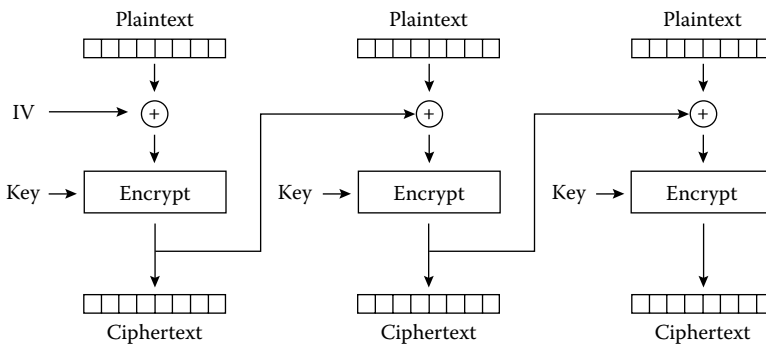 Plaintext Plaintext Plaintext
IV + + +
Key Encrypt Key Encrypt Key Encrypt
Ciphertext Ciphertext Ciphertext